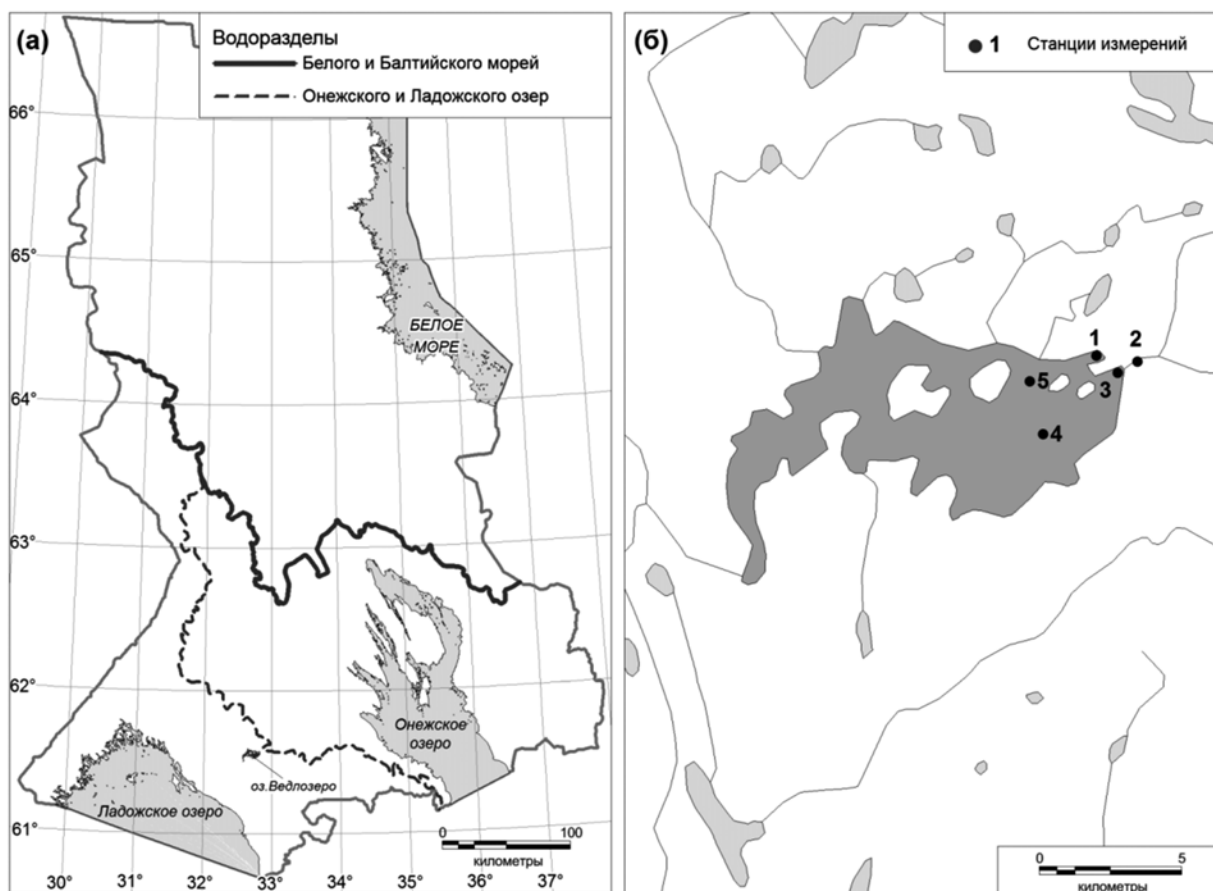 (а)
Водоразделы
Белого и Балтийского морей
Онежского и Ладожского озер
66°
65°
64°
63°
62°
61°
БЕЛОЕ
МОРЕ
Онежское
озеро
оз.Ведлозеро
Ладожское озеро
0 100
километры
30° 31° 32° 33° 34° 35° 36° 37°
(б)
1 Станции измерений
1 2
3
5
4
0 5
километры